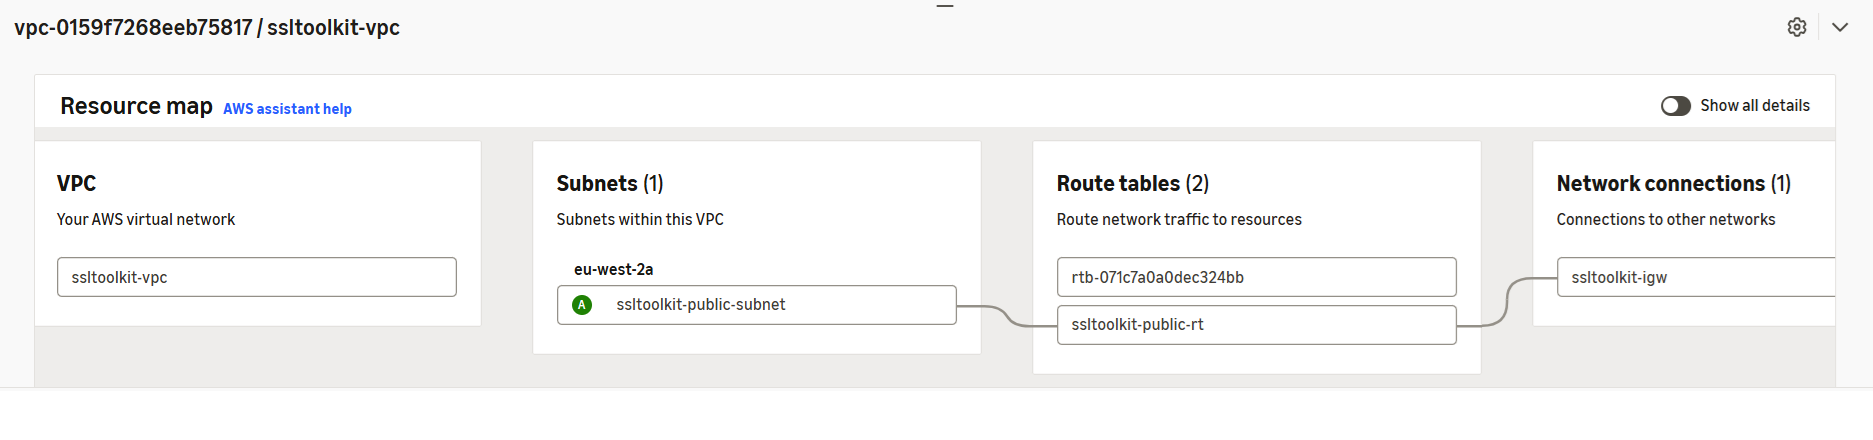 vpc-0159f7268eeb75817 / ssltoolkit-vpc
Resource map AWS assistant help
Show all details
VPC
Your AWS virtual network
ssltoolkit-vpc
Subnets (1)
Subnets within this VPC
eu-west-2a
A ssltoolkit-public-subnet
Route tables (2)
Route network traffic to resources
rtb-071c7a0a0dec324bb
ssltoolkit-public-rt
Network connections (1)
Connections to other networks
ssltoolkit-igw